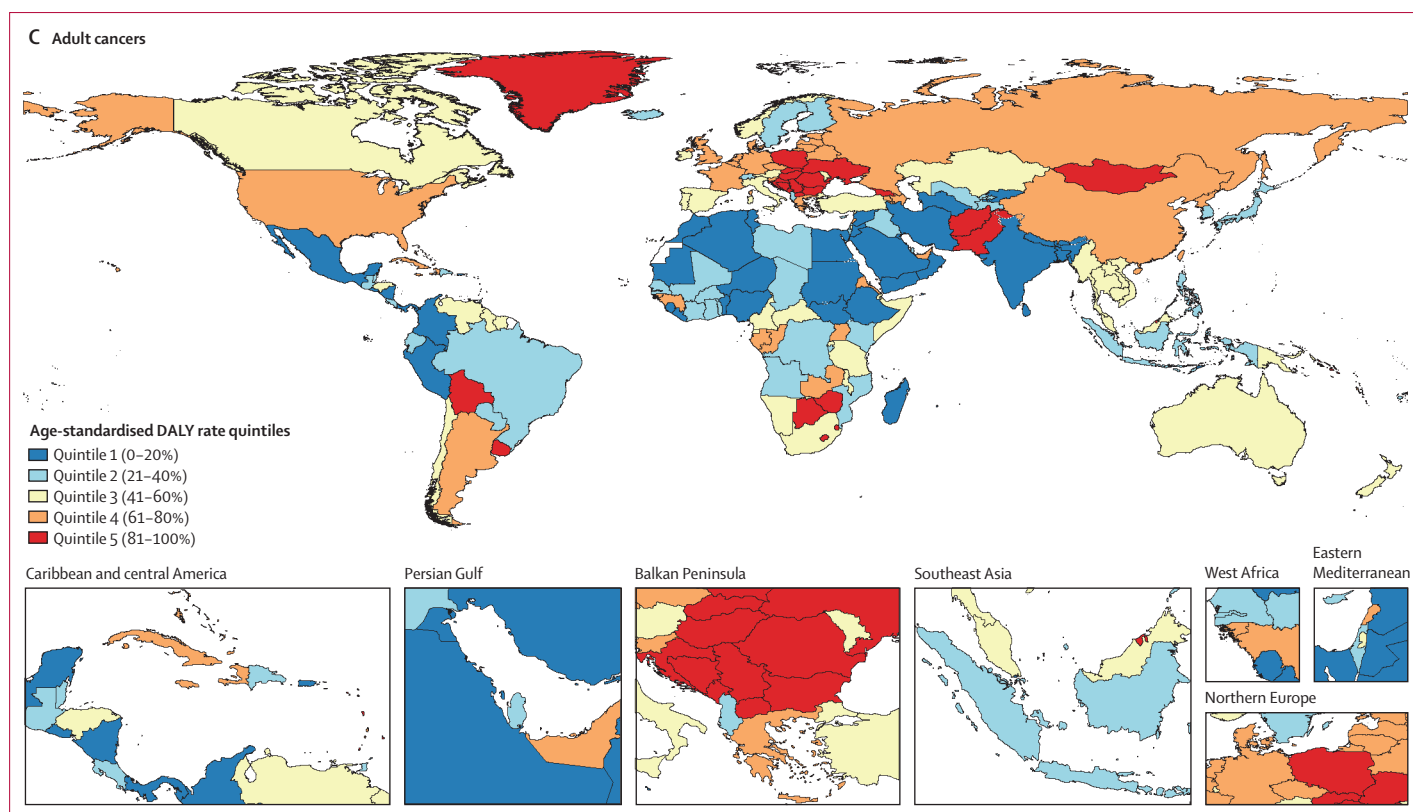 C Adult cancers
Age-standardised DALY rate quintiles
Quintile 1 (0–20%)
Quintile 2 (21–40%)
Quintile 3 (41–60%)
Quintile 4 (61–80%)
Quintile 5 (81–100%)
Caribbean and central America
Persian Gulf
Balkan Peninsula
Southeast Asia
West Africa
Eastern
Mediterranean
Northern Europe